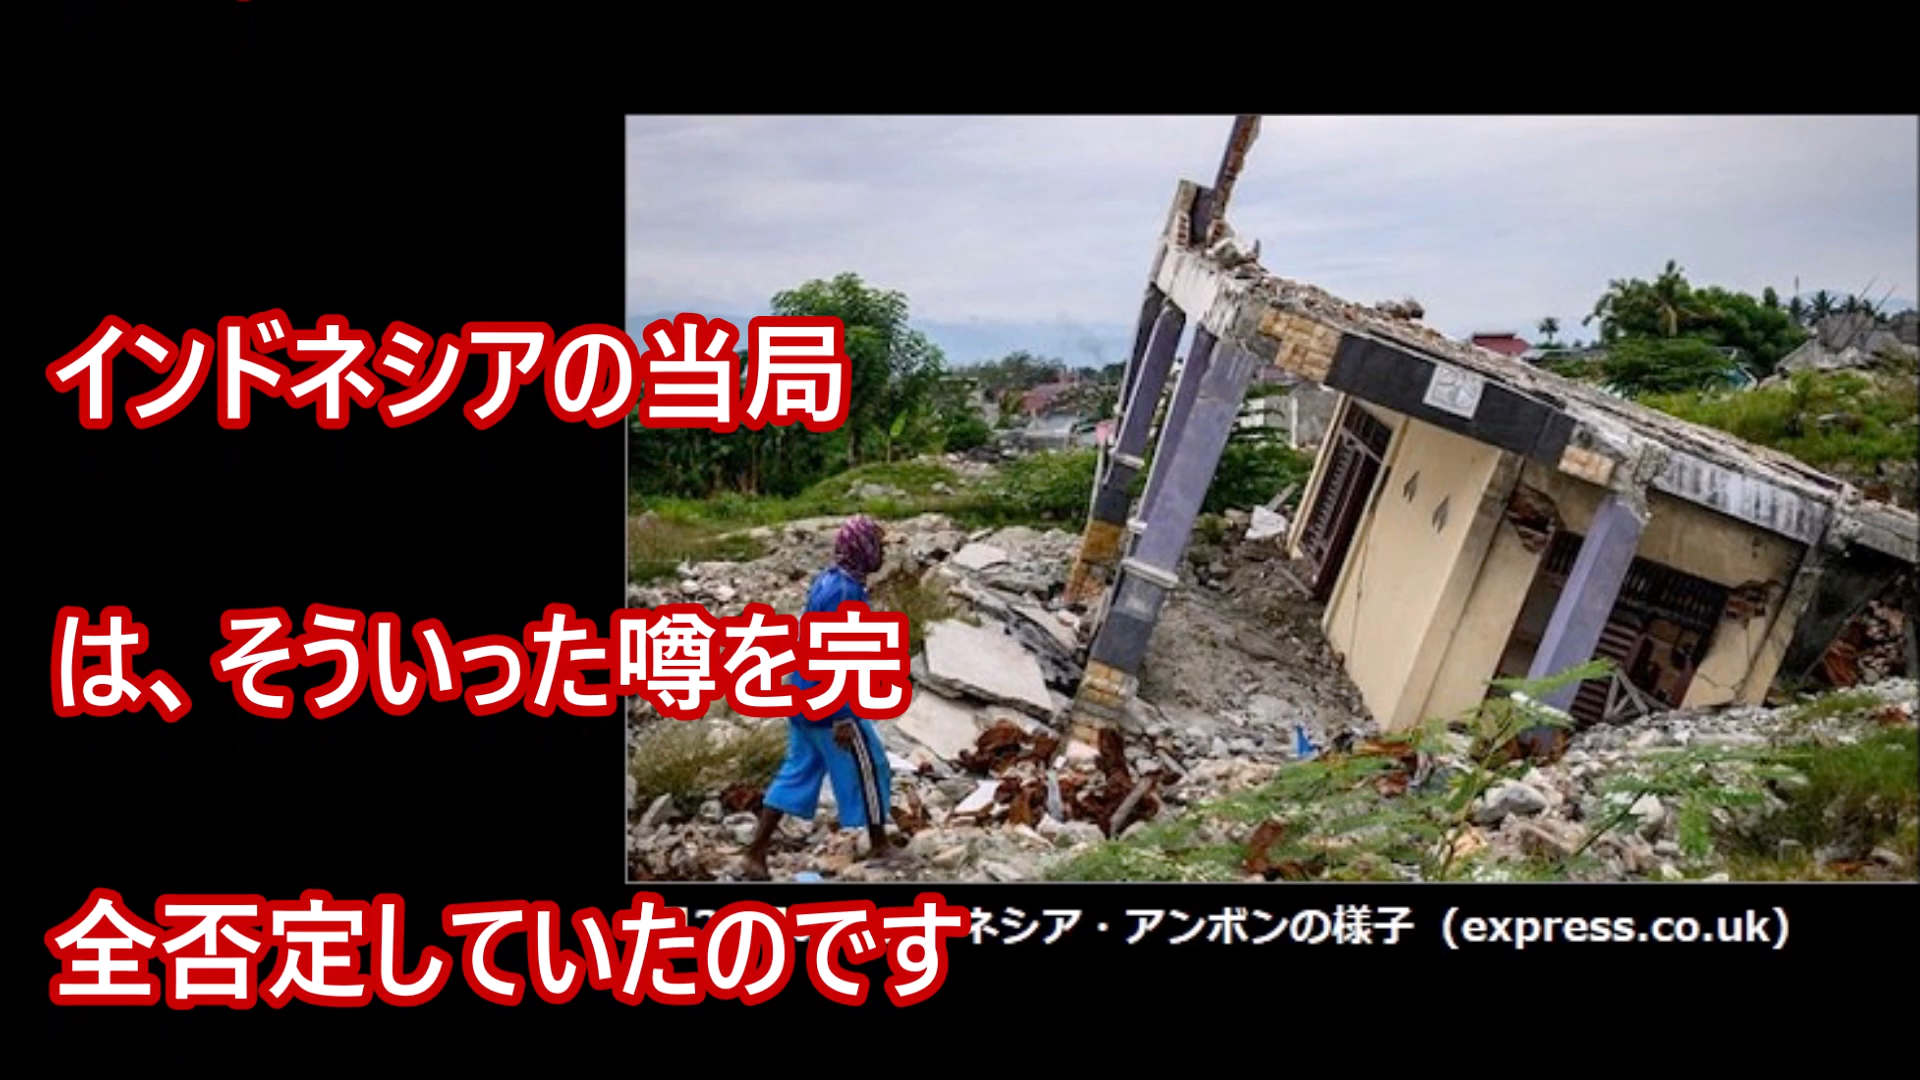 インドネシアの当局
は、そういった噂を完
全否定していたのです
ネシア・アンボンの様子（express.co.uk）